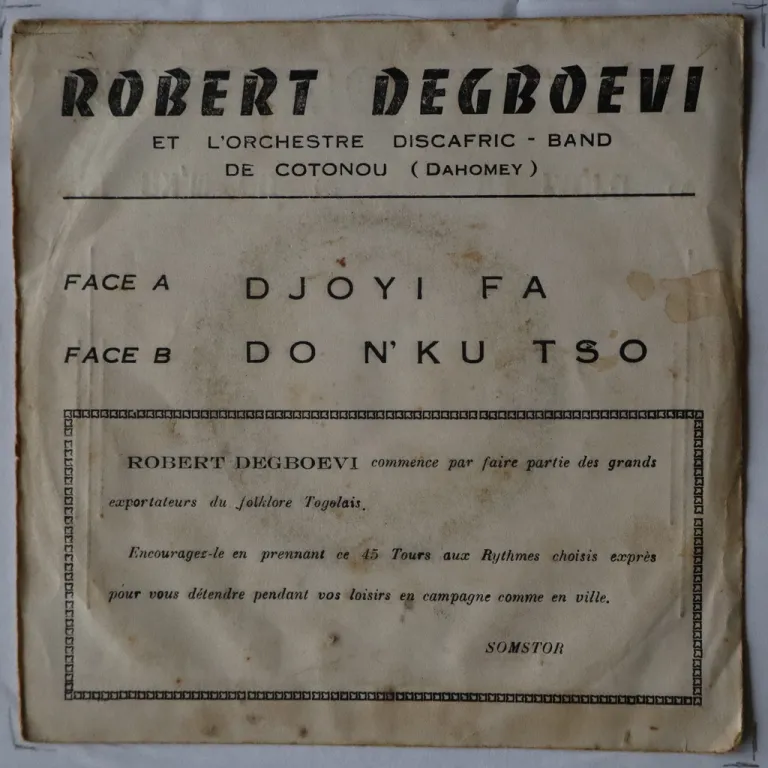 ROBERT DEGBOEVI
ET L'ORCHESTRE DISCAFRIC - BAND
DE COTONOU (DAHOMEY)
FACE A DJOYI FA
FACE B DO N'KU TSO
ROBERT DEGBOEVI commence par faire partie des grands
exportateurs du folklore Togolais.
Encouragez-le en prennant ce 45 Tours aux Rythmes choisis exprès
pour vous détendre pendant vos loisirs en campagne comme en ville.
SOMSTOR